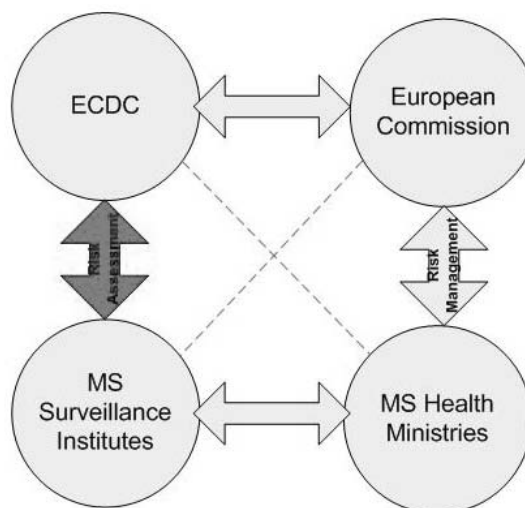 ECDC
European
Commission
Risk
Assessment
Risk
Management
MS
Surveillance
Institutes
MS Health
Ministries